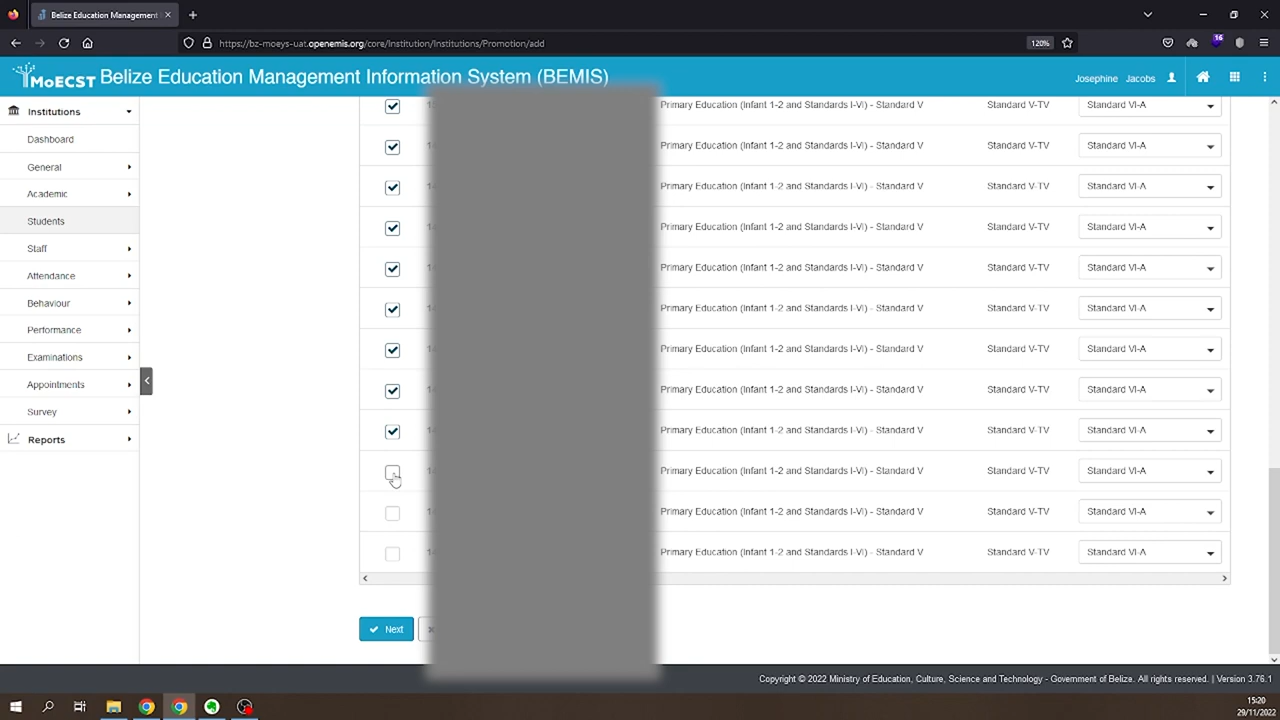 Belize Education Management
https://bz-moeys-uat.openemis.org/core/Institution/Institutions/Promotion/add
120%
16
MoECST Belize Education Management Information System (BEMIS)
Josephine Jacobs
Institutions
Dashboard
General
Academic
Students
Staff
Attendance
Behaviour
Performance
Examinations
Appointments
Survey
Reports
Primary Education (Infant 1-2 and Standards I-VI) - Standard V Standard V-TV Standard VI-A
Primary Education (Infant 1-2 and Standards I-VI) - Standard V Standard V-TV Standard VI-A
Primary Education (Infant 1-2 and Standards I-VI) - Standard V Standard V-TV Standard VI-A
Primary Education (Infant 1-2 and Standards I-VI) - Standard V Standard V-TV Standard VI-A
Primary Education (Infant 1-2 and Standards I-VI) - Standard V Standard V-TV Standard VI-A
Primary Education (Infant 1-2 and Standards I-VI) - Standard V Standard V-TV Standard VI-A
Primary Education (Infant 1-2 and Standards I-VI) - Standard V Standard V-TV Standard VI-A
Primary Education (Infant 1-2 and Standards I-VI) - Standard V Standard V-TV Standard VI-A
Primary Education (Infant 1-2 and Standards I-VI) - Standard V Standard V-TV Standard VI-A
Primary Education (Infant 1-2 and Standards I-VI) - Standard V Standard V-TV Standard VI-A
Primary Education (Infant 1-2 and Standards I-VI) - Standard V Standard V-TV Standard VI-A
Primary Education (Infant 1-2 and Standards I-VI) - Standard V Standard V-TV Standard VI-A
Next
Copyright © 2022 Ministry of Education, Culture, Science and Technology - Government of Belize. All rights reserved. | Version 3.76.1
15:20
29/11/2022